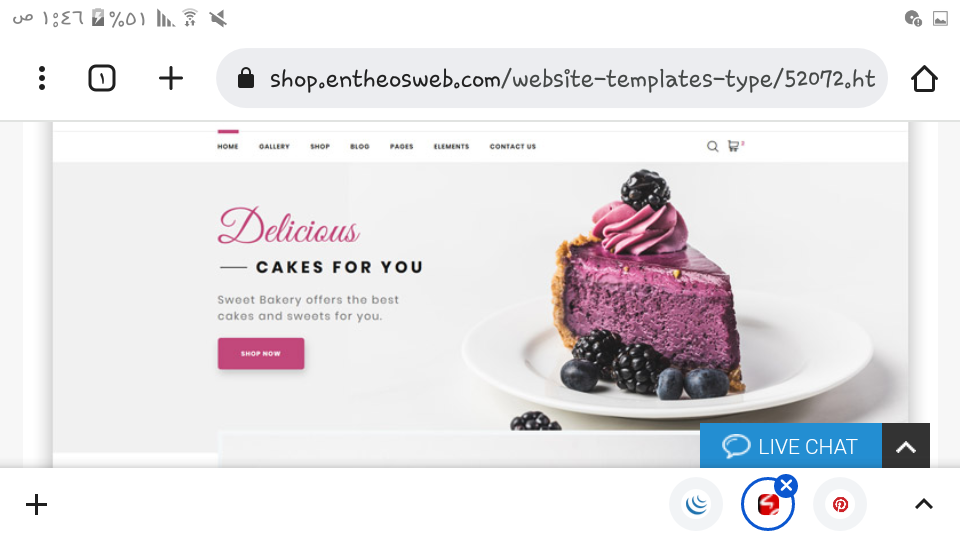 ١:٤٦ ص
%٥١
١
shop.entheosweb.com/website-templates-type/52072.ht
HOME GALLERY SHOP BLOG PAGES ELEMENTS CONTACT US
Delicious
CAKES FOR YOU
Sweet Bakery offers the best
cakes and sweets for you.
SHOP NOW
LIVE CHAT